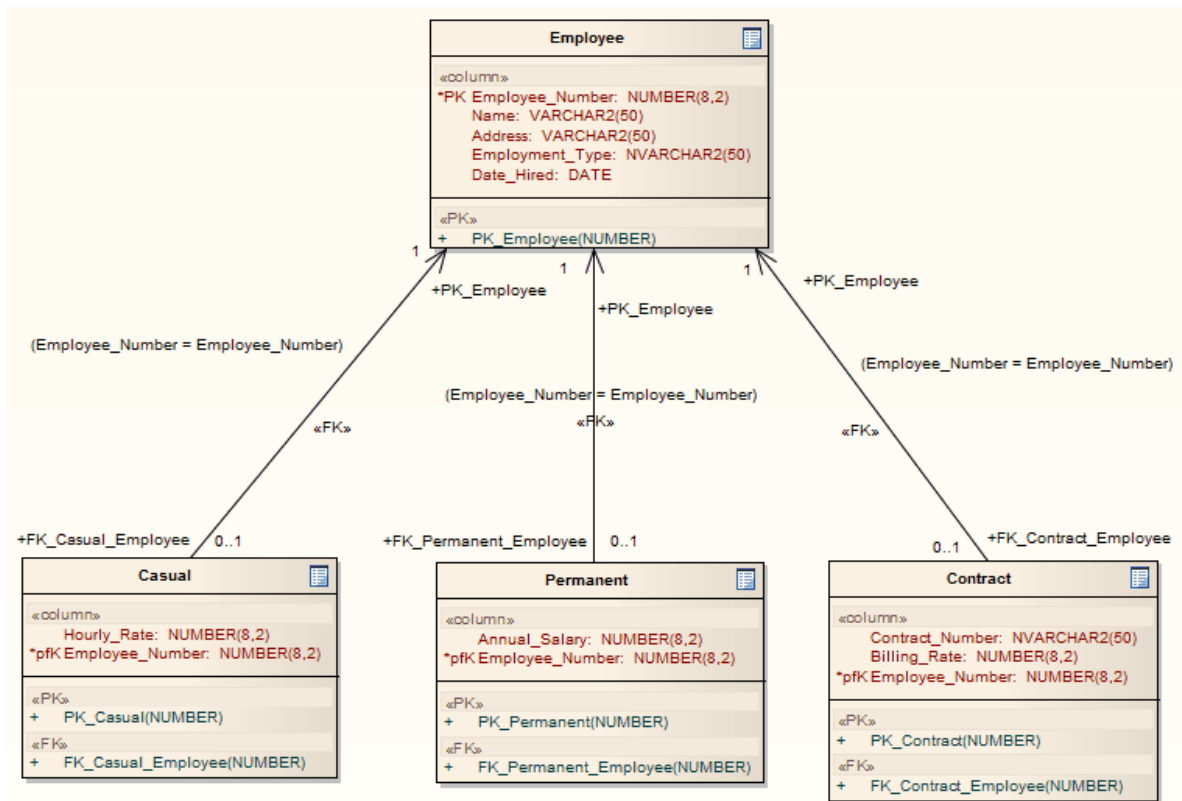 Employee
«column»
*PK Employee_Number: NUMBER(8,2)
Name: VARCHAR2(50)
Address: VARCHAR2(50)
Employment_Type: NVARCHAR2(50)
Date_Hired: DATE
«PK»
+ PK_Employee(NUMBER)
1
1
1
+PK_Employee
+PK_Employee
+PK_Employee
(Employee_Number = Employee_Number)
(Employee_Number = Employee_Number)
(Employee_Number = Employee_Number)
«FK»
«FK»
«FK»
+FK_Casual_Employee
0..1
+FK_Permanent_Employee
0..1
0..1
+FK_Contract_Employee
Casual
«column»
Hourly_Rate: NUMBER(8,2)
*pfK Employee_Number: NUMBER(8,2)
«PK»
+ PK_Casual(NUMBER)
«FK»
+ FK_Casual_Employee(NUMBER)
Permanent
«column»
Annual_Salary: NUMBER(8,2)
*pfK Employee_Number: NUMBER(8,2)
«PK»
+ PK_Permanent(NUMBER)
«FK»
+ FK_Permanent_Employee(NUMBER)
Contract
«column»
Contract_Number: NVARCHAR2(50)
Billing_Rate: NUMBER(8,2)
*pfK Employee_Number: NUMBER(8,2)
«PK»
+ PK_Contract(NUMBER)
«FK»
+ FK_Contract_Employee(NUMBER)